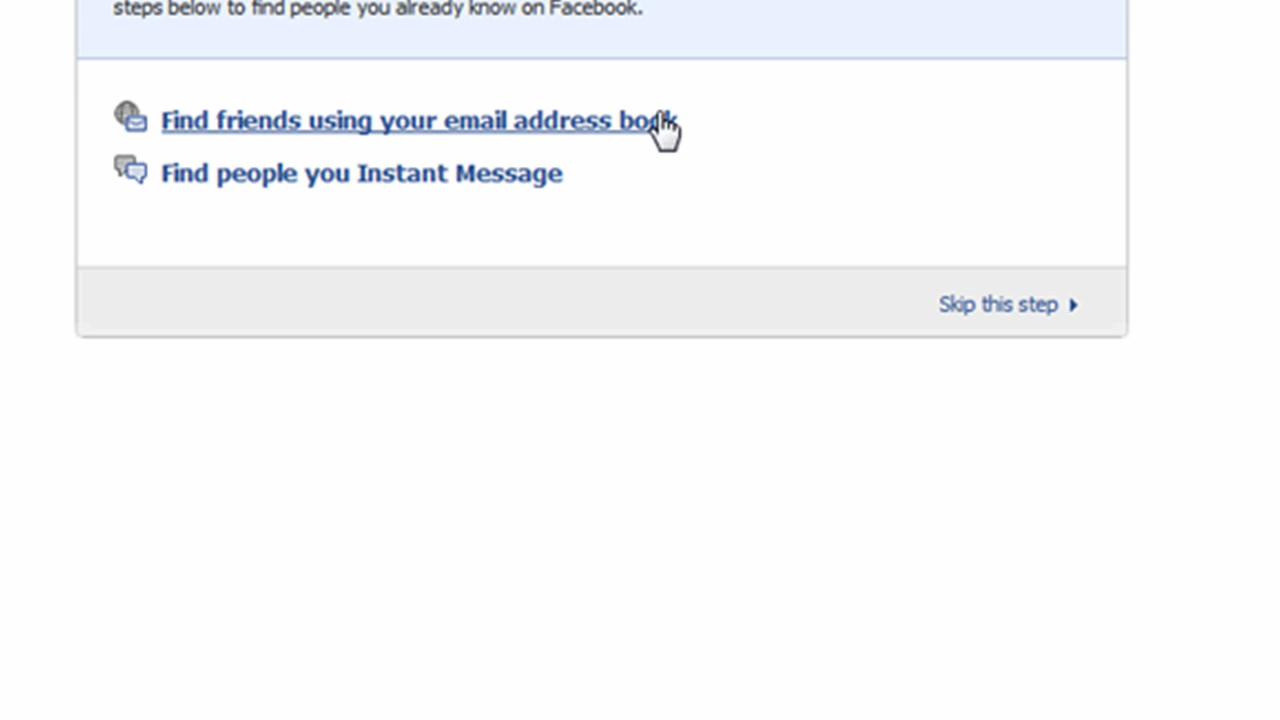 steps below to find people you already know on Facebook.
Find friends using your email address book
Find people you Instant Message
Skip this step